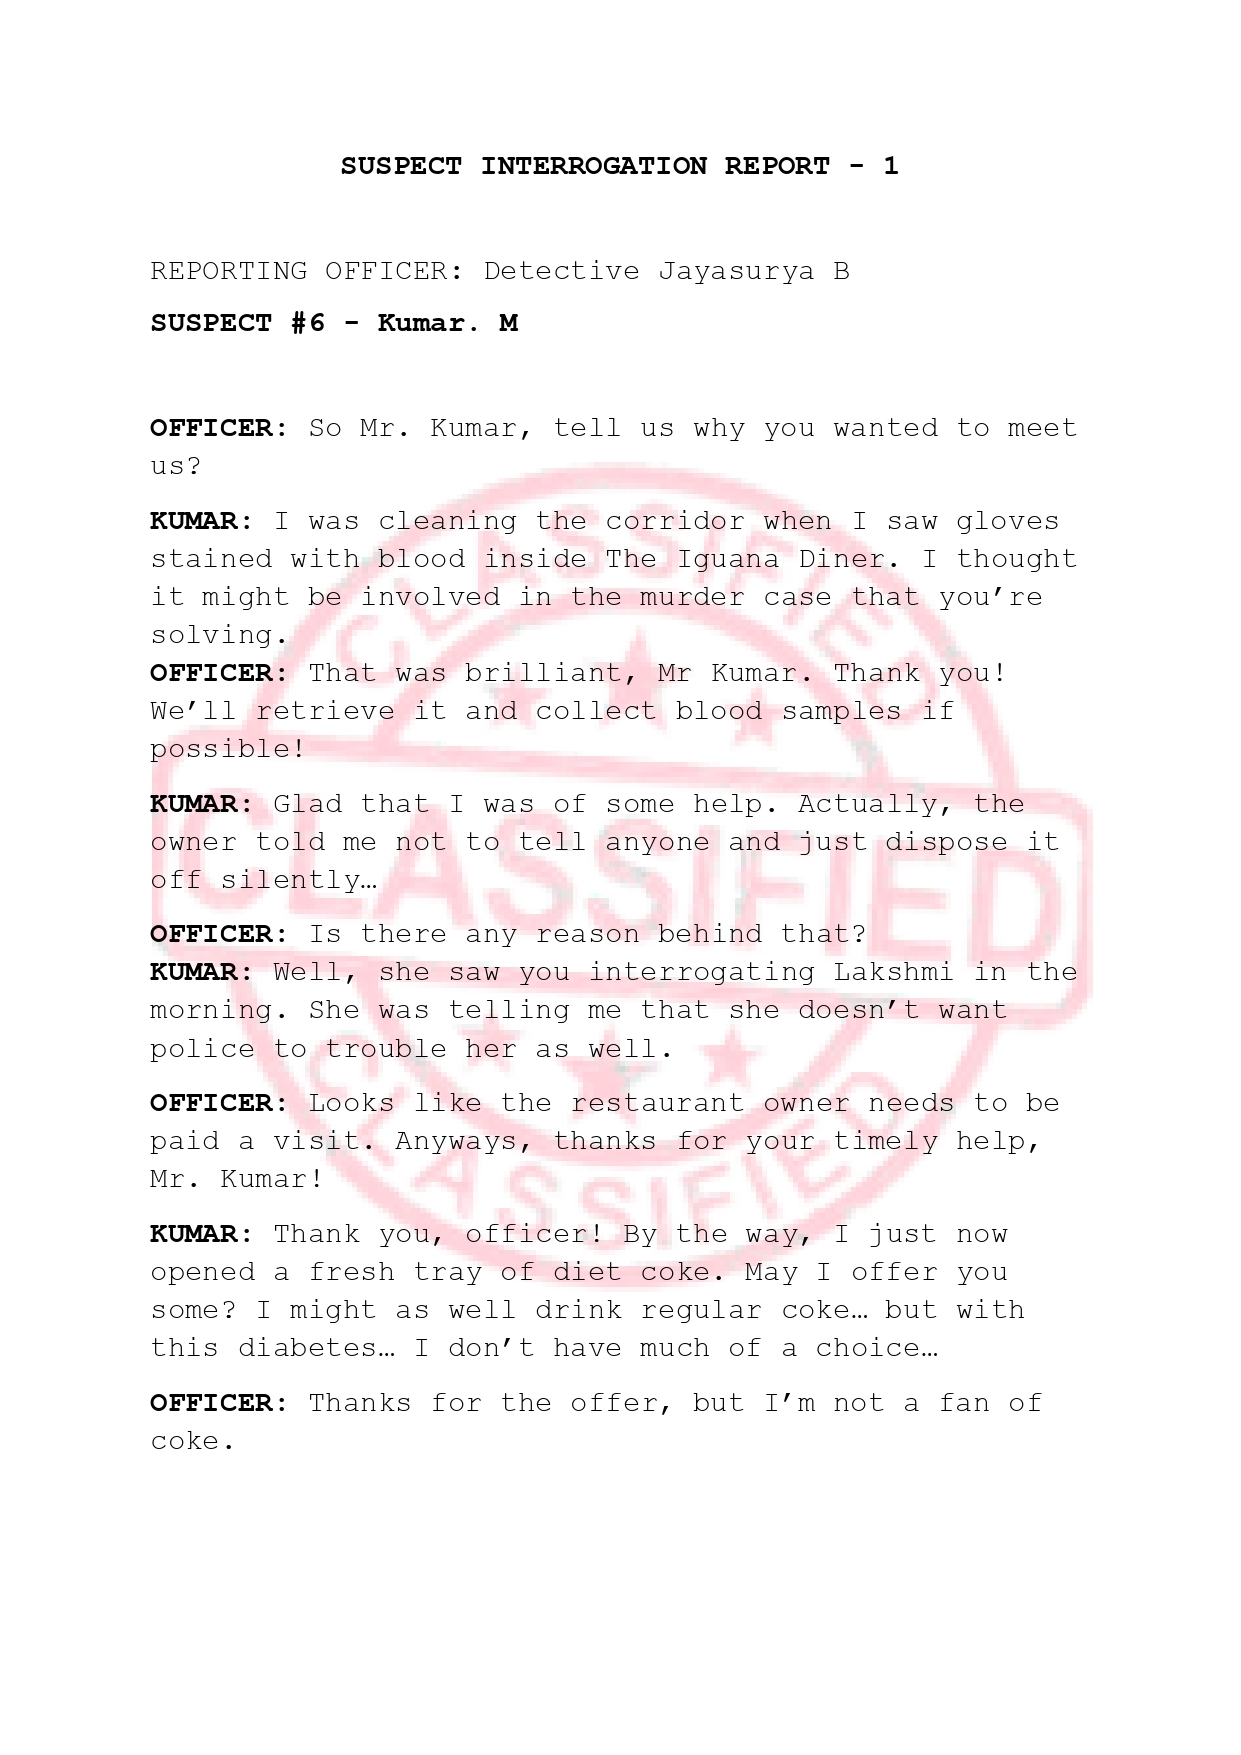 SUSPECT INTERROGATION REPORT - 1
REPORTING OFFICER: Detective Jayasurya B
SUSPECT #6 - Kumar. M
OFFICER: So Mr. Kumar, tell us why you wanted to meet
us?
KUMAR: I was cleaning the corridor when I saw gloves
stained with blood inside The Iguana Diner. I thought
it might be involved in the murder case that you’re
solving.
OFFICER: That was brilliant, Mr Kumar. Thank you!
We’ll retrieve it and collect blood samples if
possible!
KUMAR: Glad that I was of some help. Actually, the
owner told me not to tell anyone and just dispose it
off silently…
OFFICER: Is there any reason behind that?
KUMAR: Well, she saw you interrogating Lakshmi in the
morning. She was telling me that she doesn’t want
police to trouble her as well.
OFFICER: Looks like the restaurant owner needs to be
paid a visit. Anyways, thanks for your timely help,
Mr. Kumar!
KUMAR: Thank you, officer! By the way, I just now
opened a fresh tray of diet coke. May I offer you
some? I might as well drink regular coke… but with
this diabetes… I don’t have much of a choice…
OFFICER: Thanks for the offer, but I’m not a fan of
coke.
CLASSIFIED
CLASSIFIED
CLASSIFIED